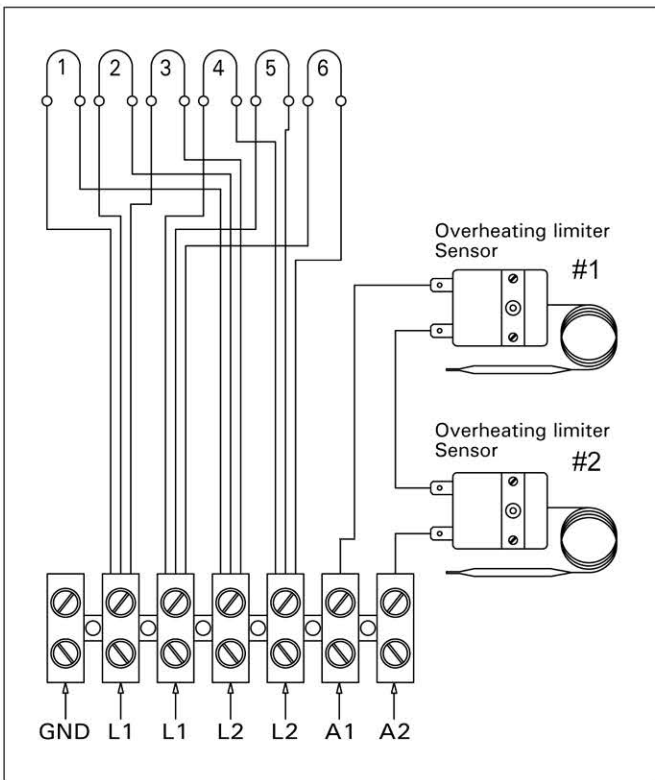 1 2 3 4 5 6
Overheating limiter
Sensor
#1
Overheating limiter
Sensor
#2
GND L1 L1 L2 L2 A1 A2